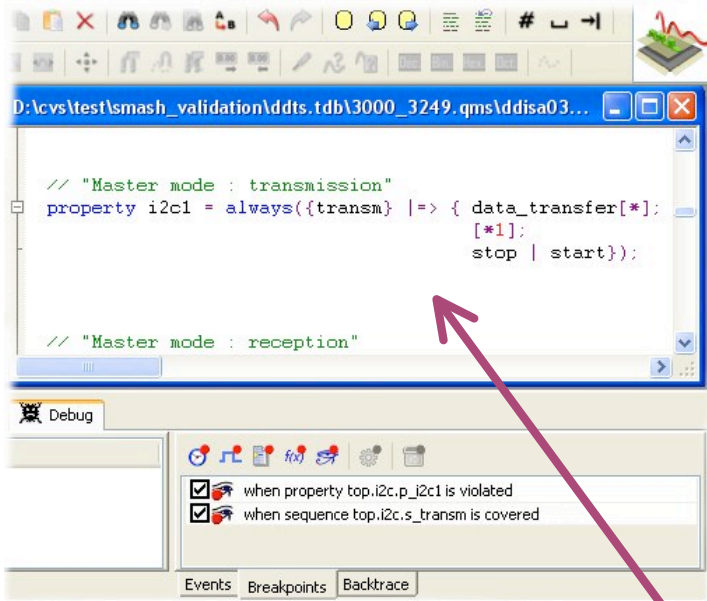 D:\cvs\test\smash_validation\ddts.tdb\3000_3249.qms\ddisa03...
// "Master mode : transmission"
property i2c1 = always({transm} |=> { data_transfer[*];
[*1];
stop | start});
// "Master mode : reception"
Debug
f(x)
when property top.i2c.p_i2c1 is violated
when sequence top.i2c.s_transm is covered
Events Breakpoints Backtrace